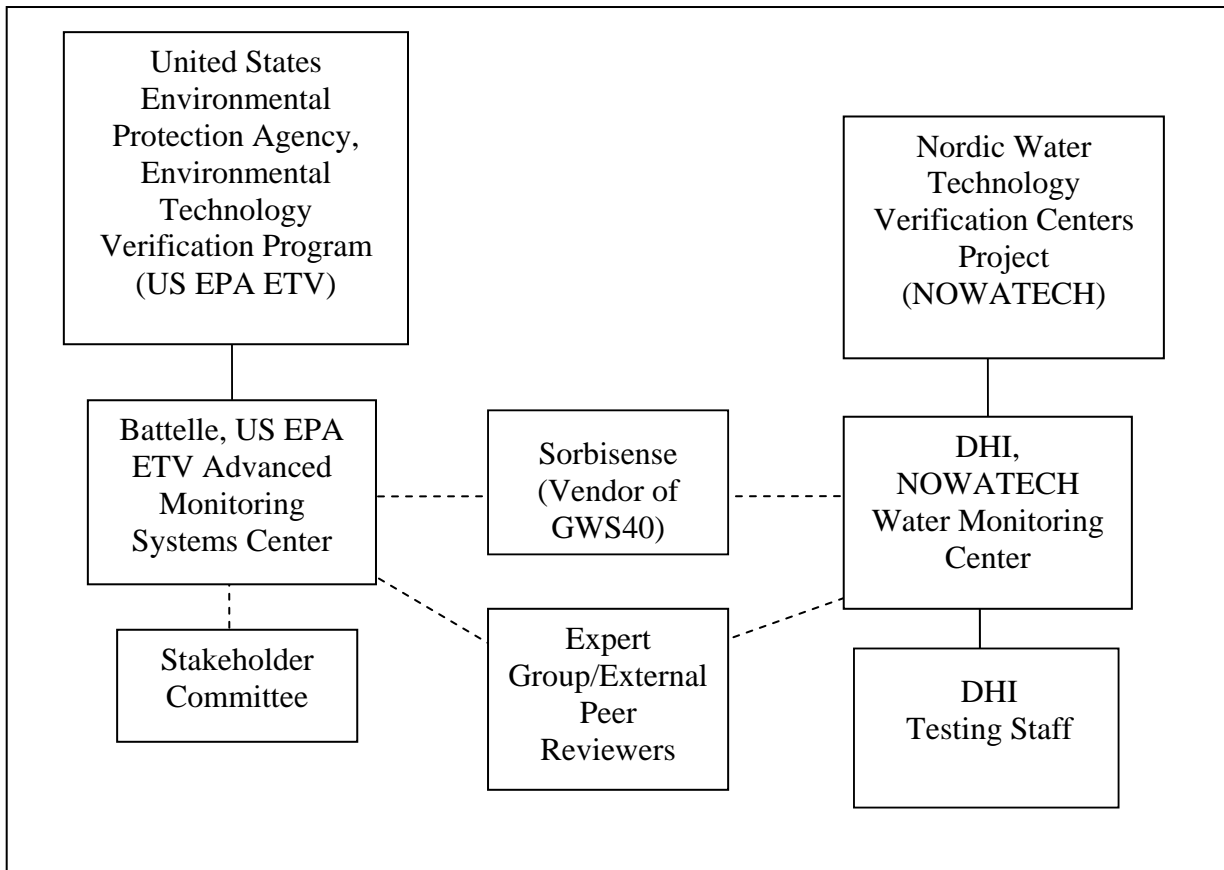 United States
Environmental
Protection Agency,
Environmental
Technology
Verification Program
(US EPA ETV)
Nordic Water
Technology
Verification Centers
Project
(NOWATECH)
Battelle, US EPA
ETV Advanced
Monitoring
Systems Center
Sorbisense
(Vendor of
GWS40)
DHI,
NOWATECH
Water Monitoring
Center
Stakeholder
Committee
Expert
Group/External
Peer
Reviewers
DHI
Testing Staff